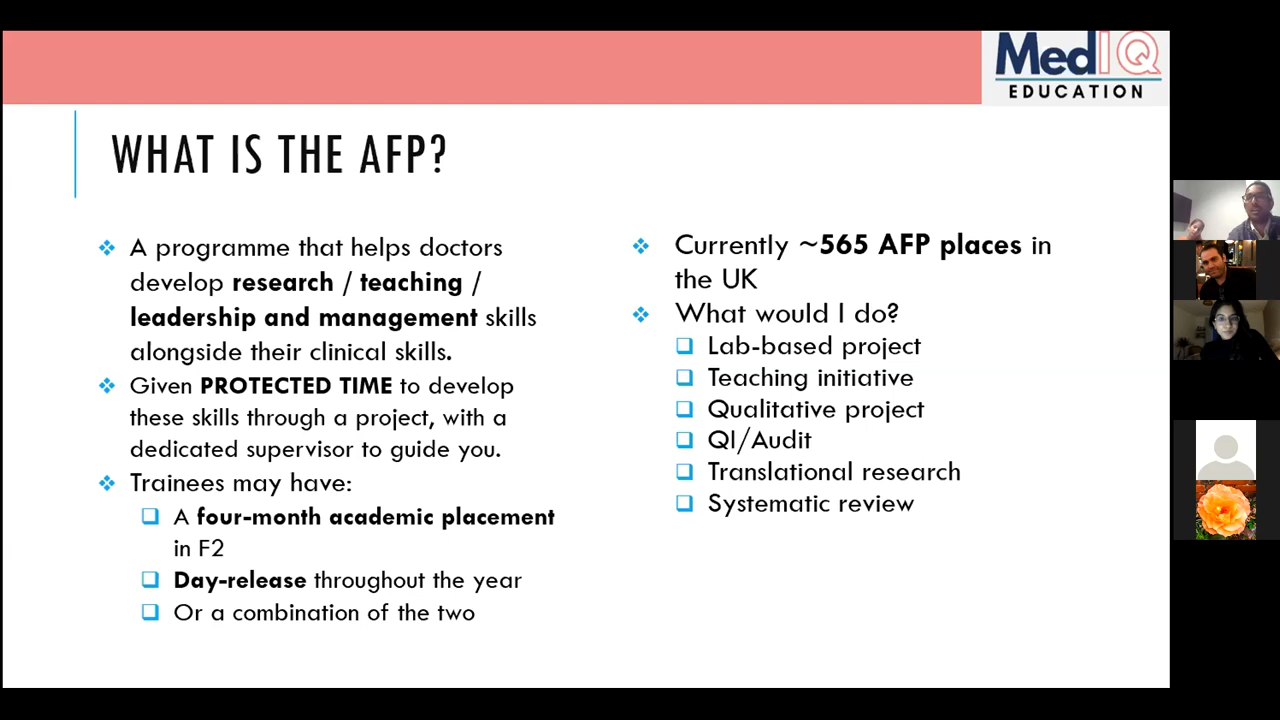 MedIQ
EDUCATION
WHAT IS THE AFP?
A programme that helps doctors
develop research / teaching /
leadership and management skills
alongside their clinical skills.
Given PROTECTED TIME to develop
these skills through a project, with a
dedicated supervisor to guide you.
Trainees may have:
A four-month academic placement
in F2
Day-release throughout the year
Or a combination of the two
Currently ~565 AFP places in
the UK
What would I do?
Lab-based project
Teaching initiative
Qualitative project
QI/Audit
Translational research
Systematic review